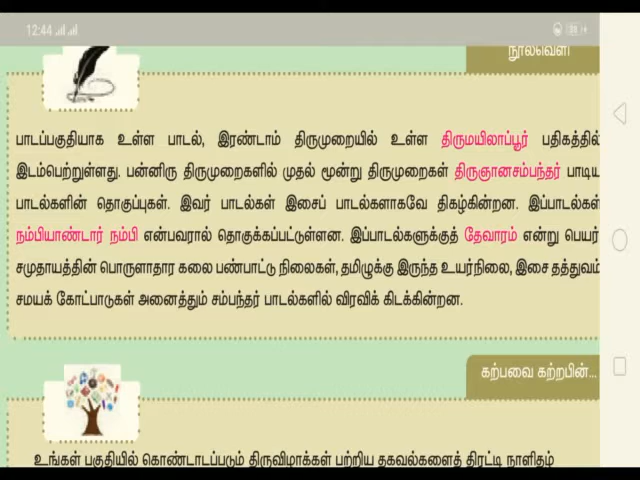 12:44
நூல்வெளி
பாடப்பகுதியாக உள்ள பாடல், இரண்டாம் திருமுறையில் உள்ள திருமயிலாப்பூர் பதிகத்தில்
இடம்பெற்றுள்ளது. பன்னிரு திருமுறைகளில் முதல் மூன்று திருமுறைகள் திருஞானசம்பந்தர் பாடிய
பாடல்களின் தொகுப்புகள். இவர் பாடல்கள் இசைப் பாடல்களாகவே திகழ்கின்றன. இப்பாடல்கள்
நம்பியாண்டார் நம்பி என்பவரால் தொகுக்கப்பட்டுள்ளன. இப்பாடல்களுக்குத் தேவாரம் என்று பெயர்
சமுதாயத்தின் பொருளாதார கலை பண்பாட்டு நிலைகள், தமிழுக்கு இருந்த உயர்நிலை, இசை தத்துவம்
சமயக் கோட்பாடுகள் அனைத்தும் சம்பந்தர் பாடல்களில் விரவிக் கிடக்கின்றன.
கற்பவை கற்றபின்...
உங்கள் பகுதியில் கொண்டாடப்படும் திருவிழாக்கள் பற்றிய தகவல்களைத் திரட்டி நாளிதழ்